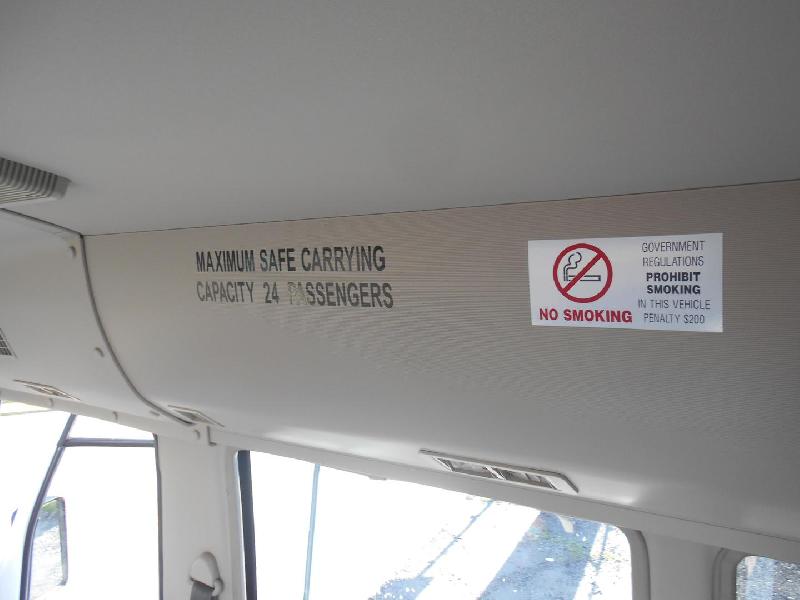 MAXIMUM SAFE CARRYING
CAPACITY 24 PASSENGERS
NO SMOKING
GOVERNMENT
REGULATIONS
PROHIBIT
SMOKING
IN THIS VEHICLE
PENALTY $200